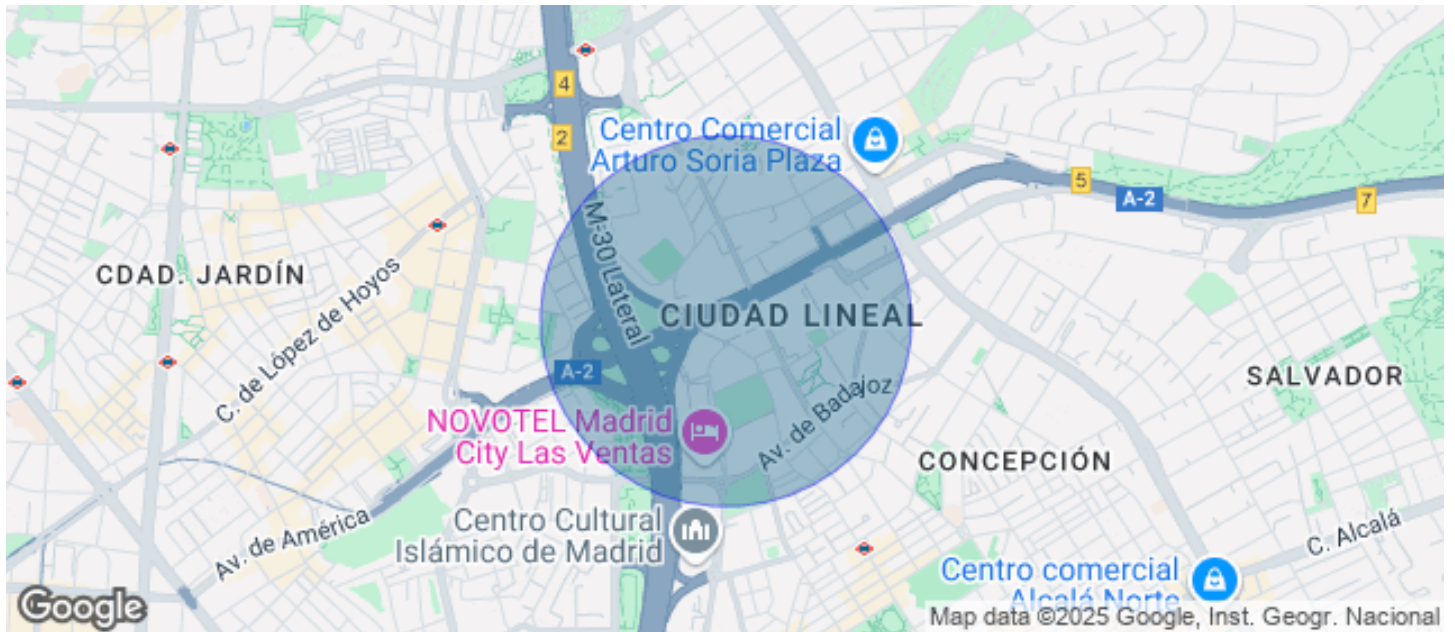 4
2
Centro Comercial
Arturo Soria Plaza
5
A-2
7
M-30 Lateral
CDAD. JARDÍN
C. de López de Hoyos
CIUDAD LINEAL
A-2
SALVADOR
NOVOTEL Madrid
City Las Ventas
Av. de Badajoz
CONCEPCIÓN
Av. de América
Centro Cultural
Islámico de Madrid
C. Alcalá
Centro comercial
Alcalá Norte
Google
Map data ©2025 Google, Inst. Geogr. Nacional